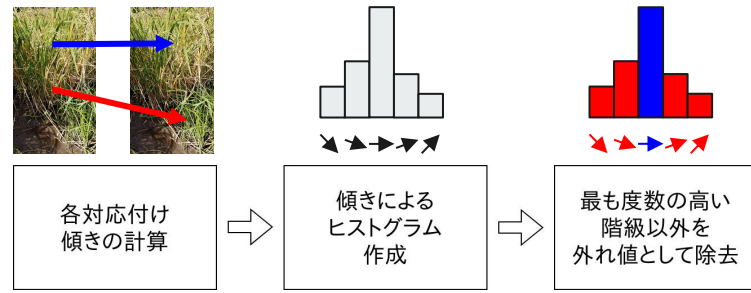 各対応付け
傾きの計算
傾きによる
ヒストグラム
作成
最も度数の高い
階級以外を
外れ値として除去